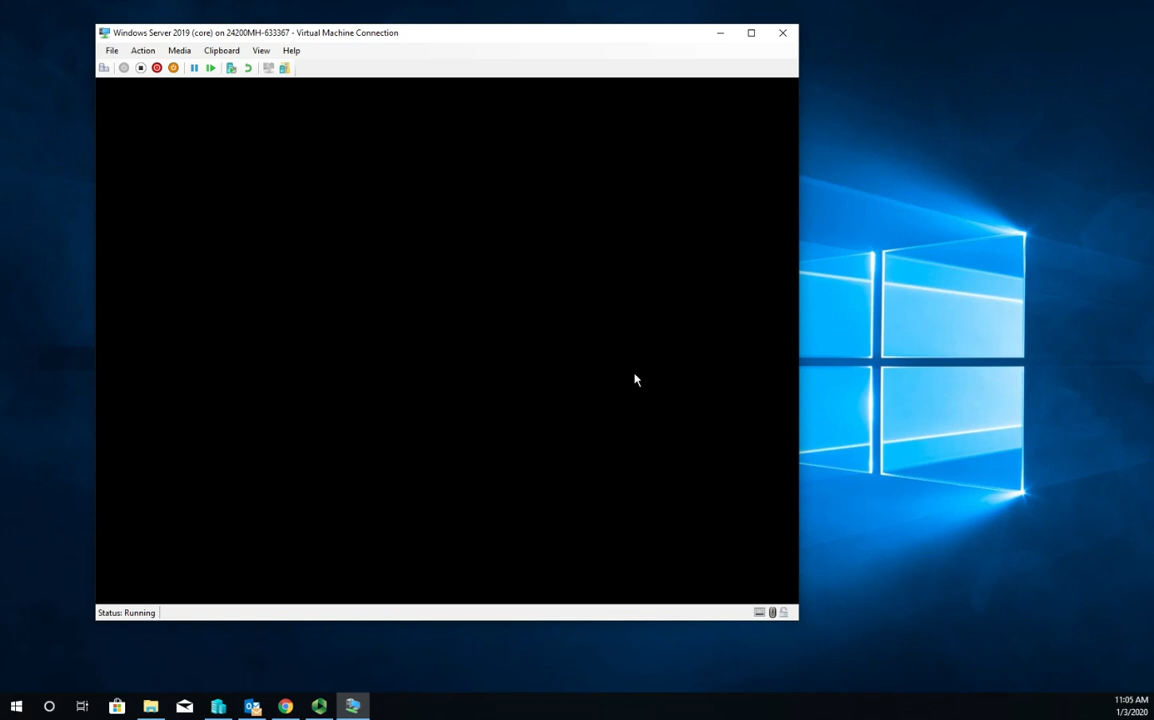 Windows Server 2019 (core) on 24200MH-633367 - Virtual Machine Connection
File Action Media Clipboard View Help
Status: Running
11:05 AM
1/3/2020